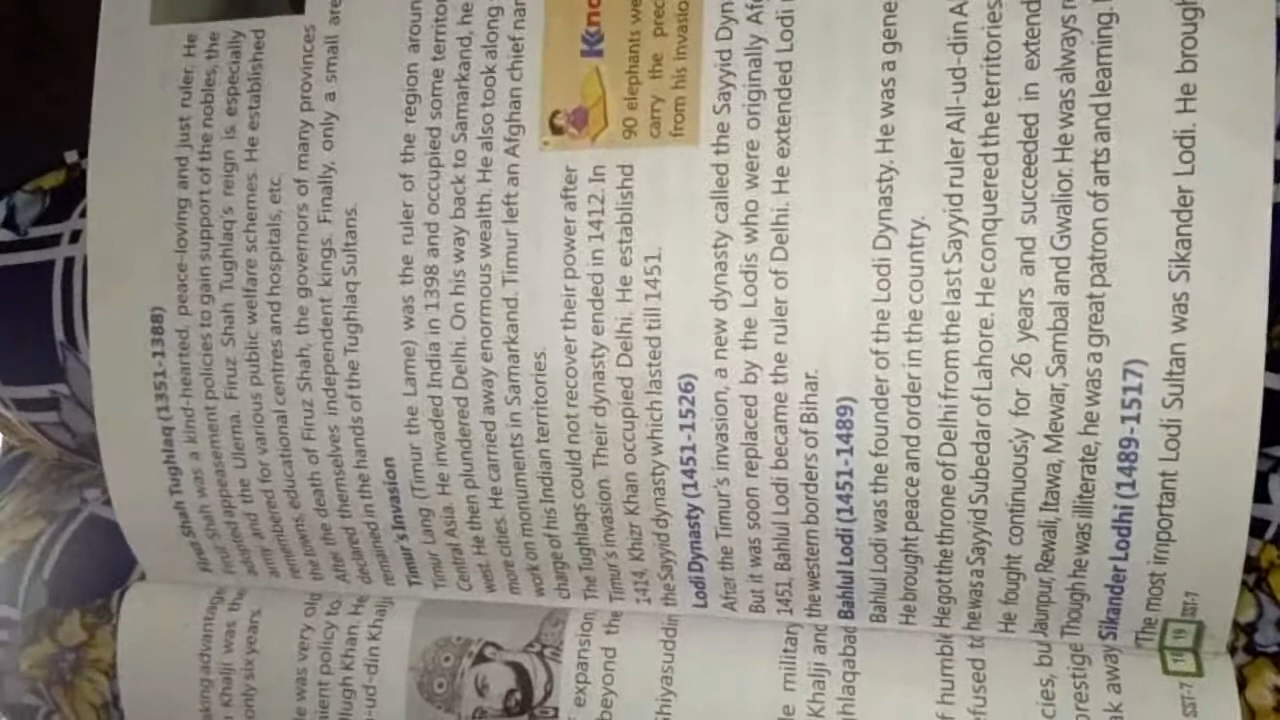 aking advantage
Khalji was the
only six years.
e was very old
ient policy to
llugh Khan. He
-ud-din Khalji
expansion
beyond the
hiyasuddin
le military
Khalji and
hlaqabad
f humble
efused to
cies, bu
prestige
ak away
SST-7
Firuz Shah Tughlaq (1351-1388)
Firuz Shah was a kind-hearted, peace-loving and just ruler. He
adopted appeasement policies to gain support of the nobles, the
army and the Ulema. Firuz Shah Tughlaq's reign is especially
remembered for various public welfare schemes. He established
the towns, educational centres and hospitals, etc.
After the death of Firuz Shah, the governors of many provinces
declared themselves independent kings. Finally, only a small are
remained in the hands of the Tughlaq Sultans.
Timur's Invasion
Timur Lang (Timur the Lame) was the ruler of the region aroun
Central Asia. He invaded India in 1398 and occupied some territor
west. He then plundered Delhi. On his way back to Samarkand, he
more cities. He carried away enormous wealth. He also took along
work on monuments in Samarkand. Timur left an Afghan chief nam
charge of his Indian territories.
The Tughlaqs could not recover their power after
Timur's invasion. Their dynasty ended in 1412. In
1414, Khizr Khan occupied Delhi. He establishd
the Sayyid dynasty which lasted till 1451.
Kno
90 elephants we
carry the prec
from his invasio
Lodi Dynasty (1451-1526)
After the Timur's invasion, a new dynasty called the Sayyid Dyn
But it was soon replaced by the Lodis who were originally Afg
1451, Bahlul Lodi became the ruler of Delhi. He extended Lodi
the western borders of Bihar.
Bahlul Lodi (1451-1489)
Bahlul Lodi was the founder of the Lodi Dynasty. He was a gene
He brought peace and order in the country.
He got the throne of Delhi from the last Sayyid ruler All-ud-din A
he was a Sayyid Subedar of Lahore. He conquered the territories
He fought continuously for 26 years and succeeded in extend
Jaunpur, Rewali, Itawa, Mewar, Sambal and Gwalior. He was always r
Though he was illiterate, he was a great patron of arts and learning.
Sikander Lodhi (1489-1517)
The most important Lodi Sultan was Sikander Lodi. He brough
19 SST-7